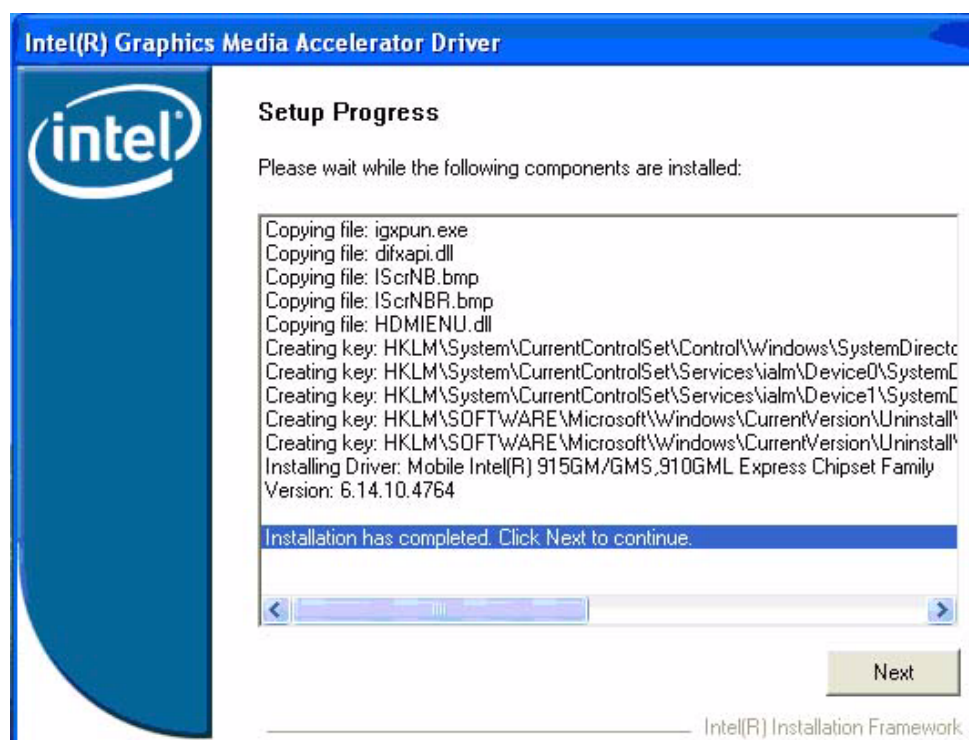 Intel(R) Graphics Media Accelerator Driver
intel
Setup Progress
Please wait while the following components are installed:
Copying file: igxpun.exe
Copying file: difxapi.dll
Copying file: IScrNB.bmp
Copying file: IScrNBR.bmp
Copying file: HDMIENU.dll
Creating key: HKLM\System\CurrentControlSet\Control\Windows\SystemDirecto
Creating key: HKLM\System\CurrentControlSet\Services\ialm\Device0\System
Creating key: HKLM\System\CurrentControlSet\Services\ialm\Device1\System
Creating key: HKLM\SOFTWARE\Microsoft\Windows\CurrentVersion\Uninstall\
Creating key: HKLM\SOFTWARE\Microsoft\Windows\CurrentVersion\Uninstall\
Installing Driver: Mobile Intel(R) 915GM/GMS,910GML Express Chipset Family
Version: 6.14.10.4764
Installation has completed. Click Next to continue.
Next
Intel(R) Installation Framework